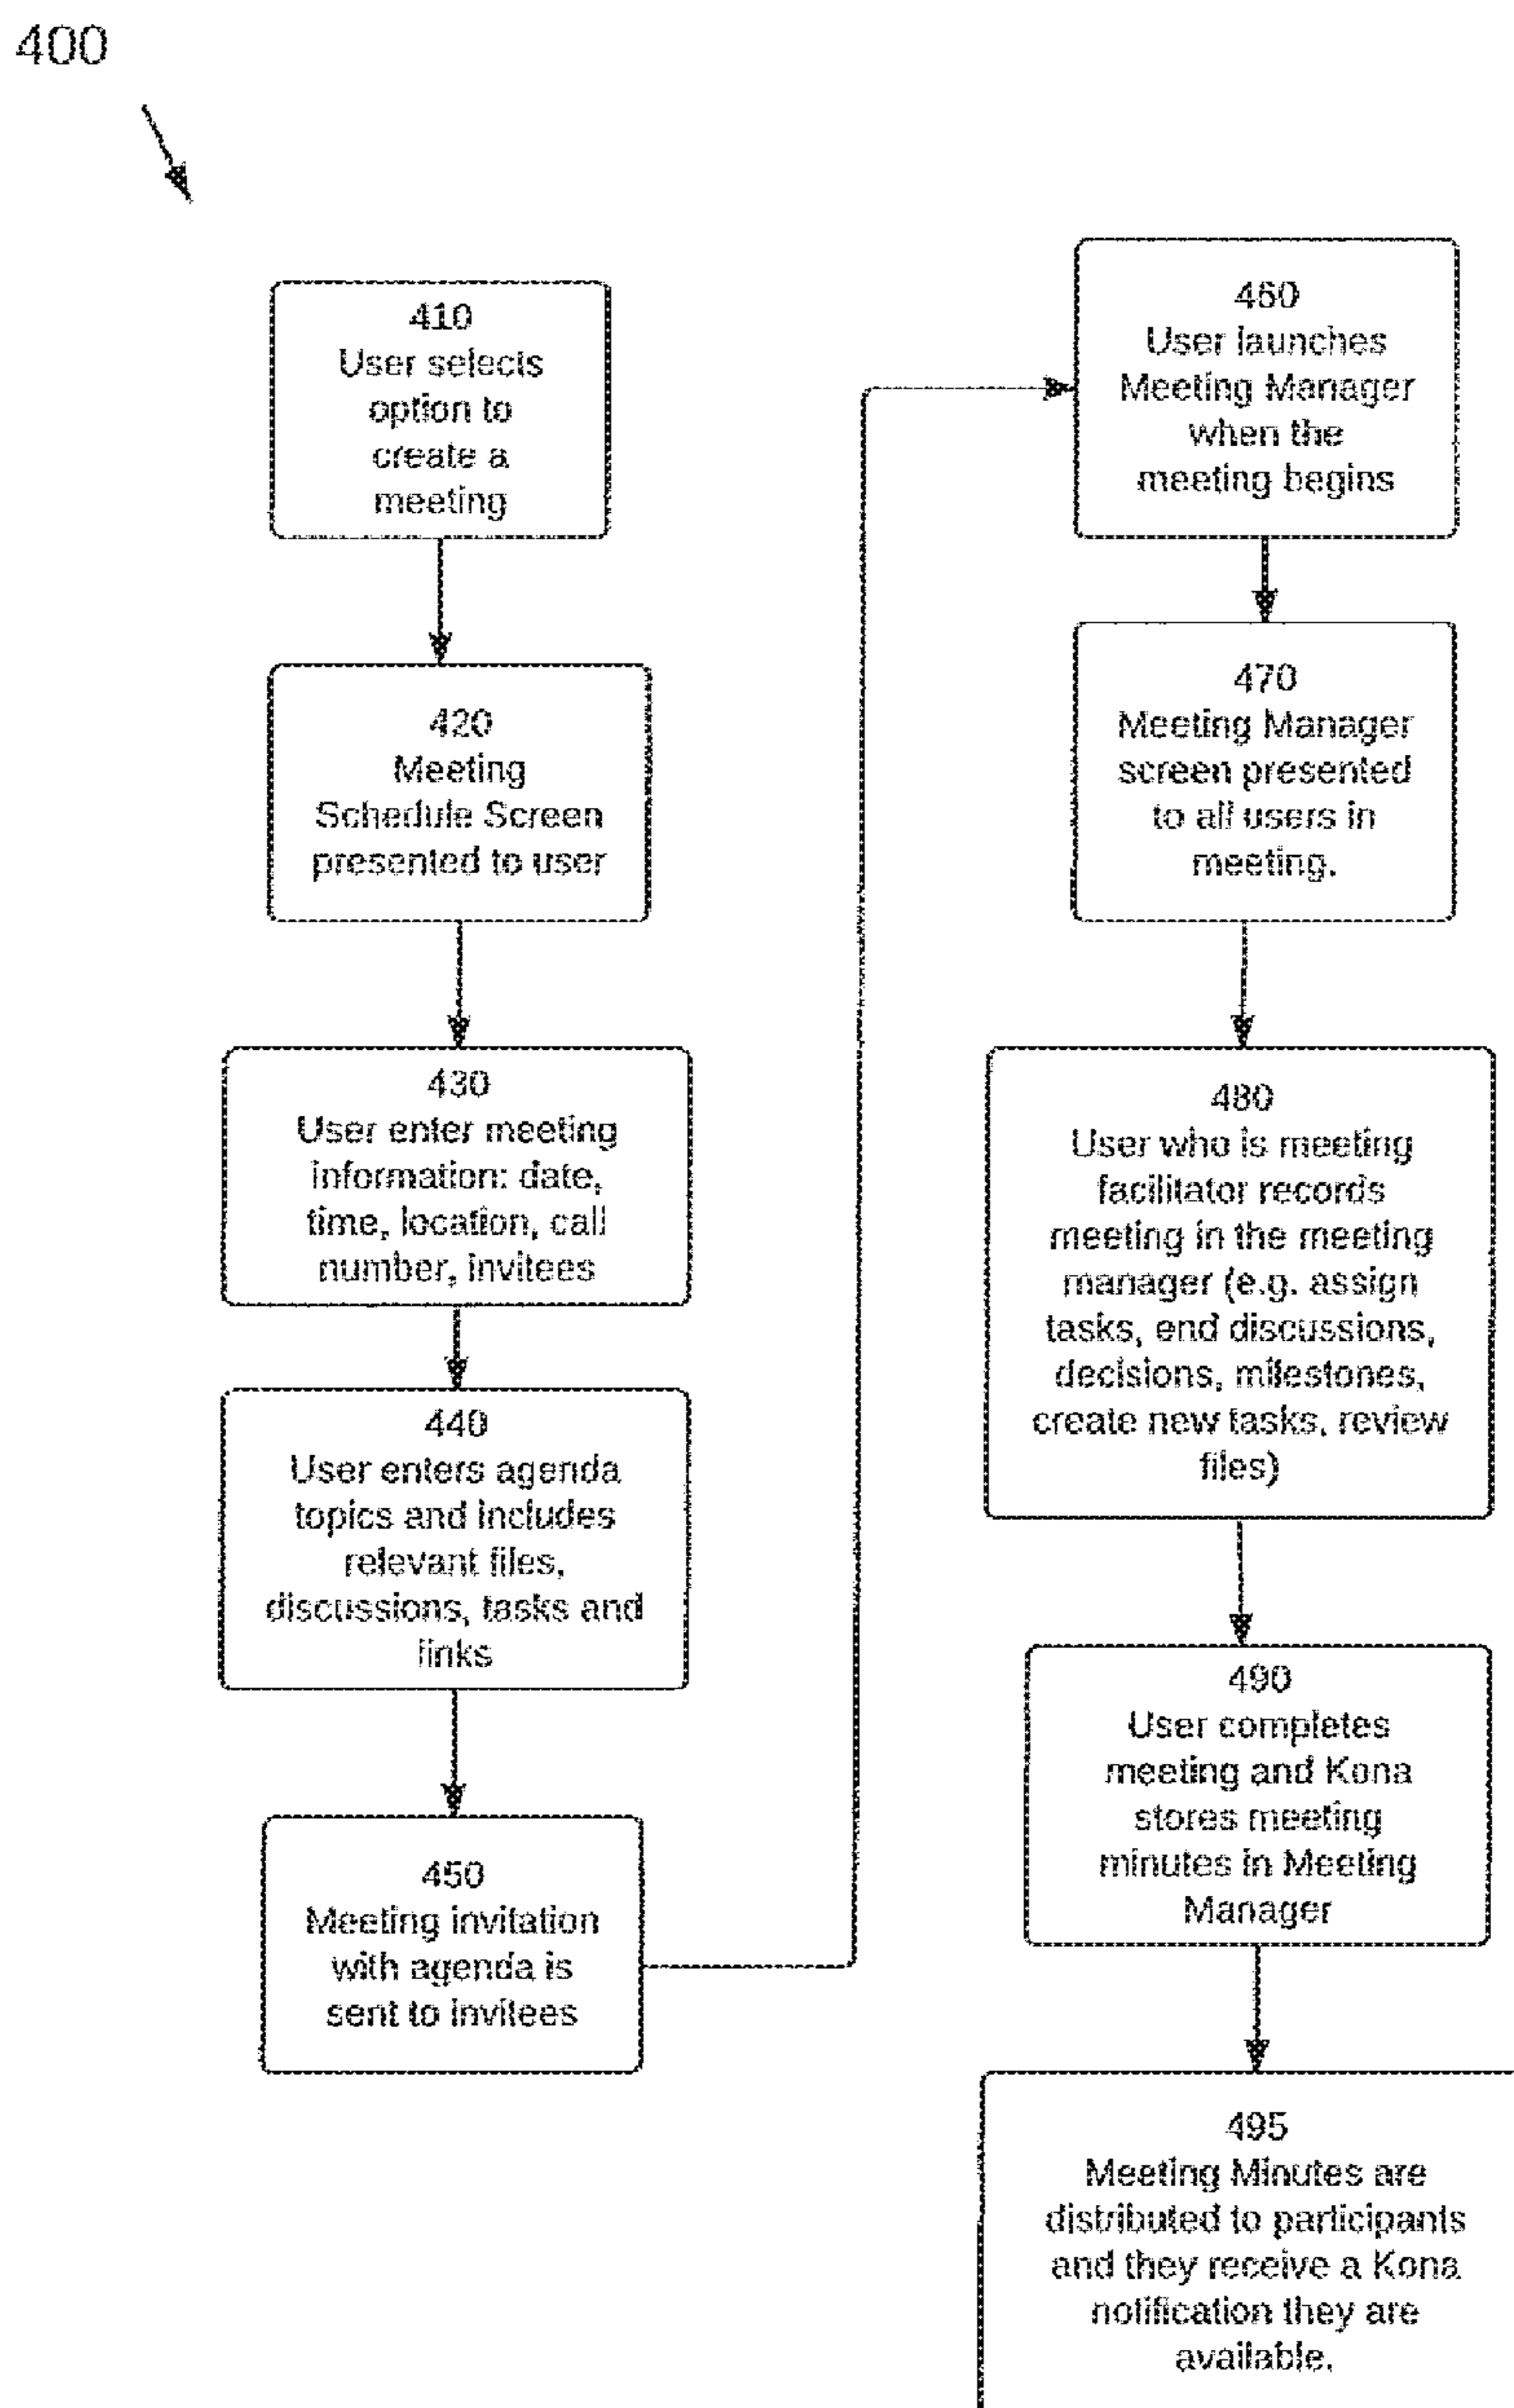 400
410
User selects
option to
create a
meeting
420
Meeting
Schedule Screen
presented to user
430
User enter meeting
information: date,
time, location, call
number, invitees
440
User enters agenda
topics and includes
relevant files,
discussions, tasks and
links
450
Meeting invitation
with agenda is
sent to invitees
460
User launches
Meeting Manager
when the
meeting begins
470
Meeting Manager
screen presented
to all users in
meeting.
480
User who is meeting
facilitator records
meeting in the meeting
manager (e.g. assign
tasks, end discussions,
decisions, milestones,
create new tasks, review
files)
490
User completes
meeting and Kona
stores meeting
minutes in Meeting
Manager
495
Meeting Minutes are
distributed to participants
and they receive a Kona
notification they are
available.